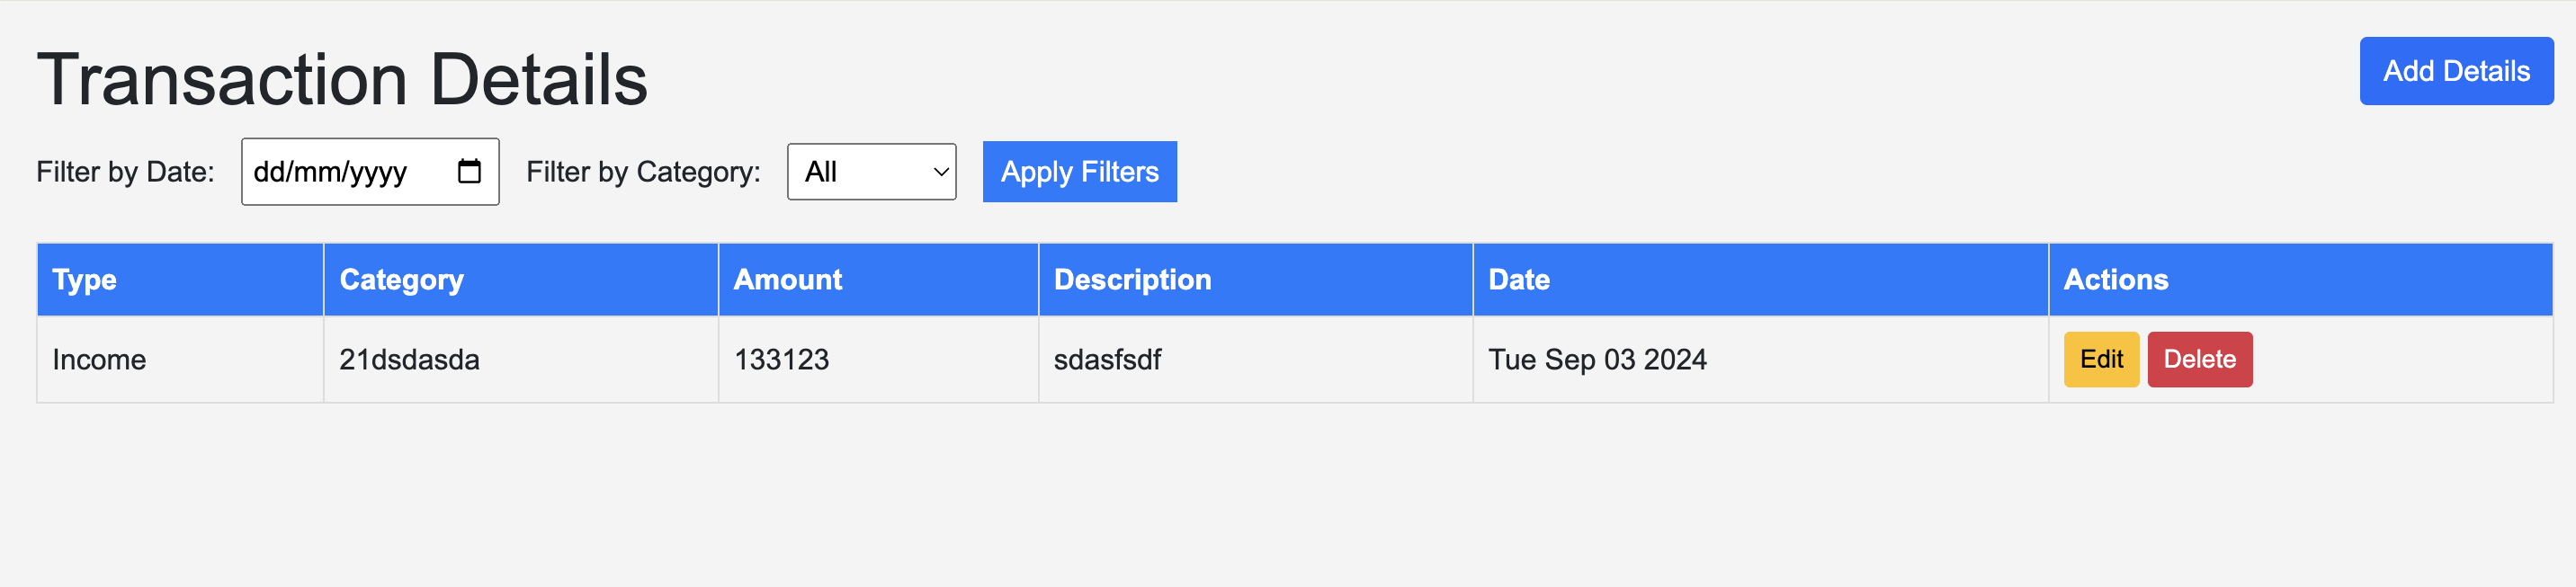 Transaction Details
Add Details
Filter by Date: dd/mm/yyyy Filter by Category: All Apply Filters
Type Category Amount Description Date Actions
Income 21dsdasda 133123 sdasfsdf Tue Sep 03 2024 Edit Delete